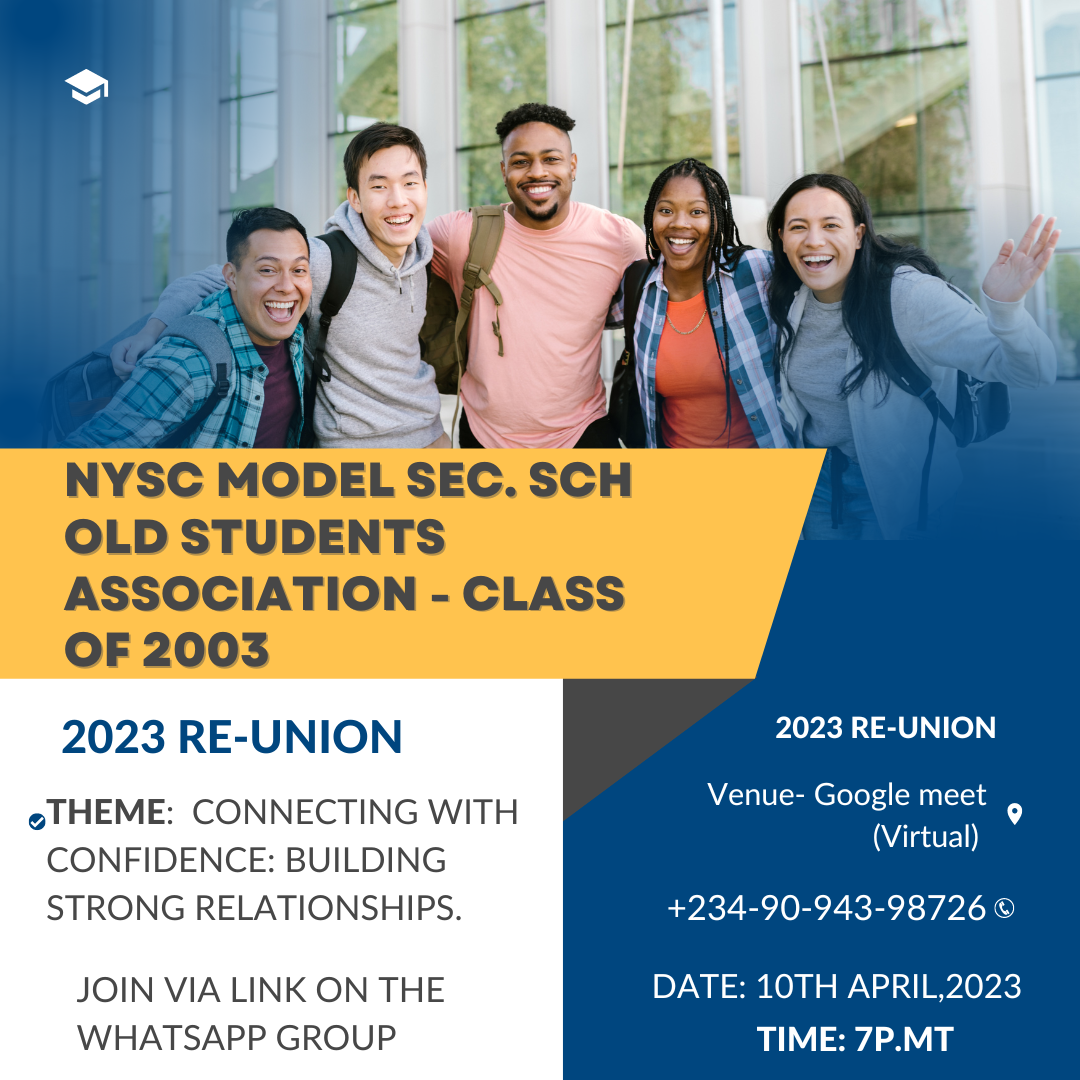 NYSC MODEL SEC. SCH
OLD STUDENTS
ASSOCIATION - CLASS
OF 2003
2023 RE-UNION
THEME: CONNECTING WITH
CONFIDENCE: BUILDING
STRONG RELATIONSHIPS.
JOIN VIA LINK ON THE
WHATSAPP GROUP
2023 RE-UNION
Venue- Google meet
(Virtual)
+234-90-943-98726
DATE: 10TH APRIL,2023
TIME: 7P.MT